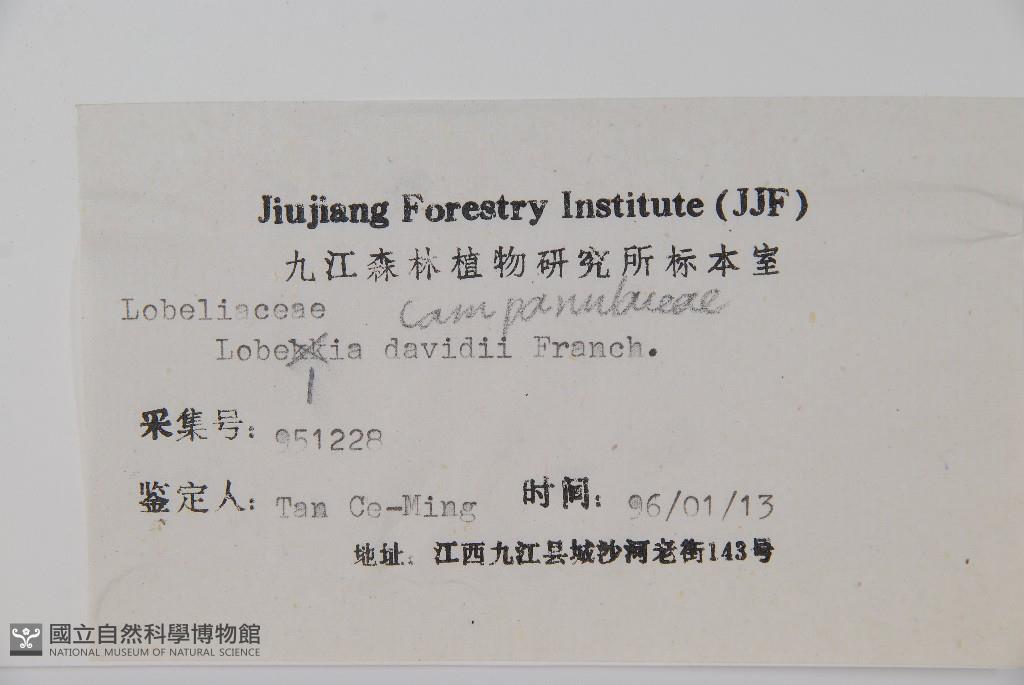 Jiujiang Forestry Institute (JJF)
九江森林植物研究所标本室
Lobeliaceae campanulaceae
Lobelia davidii Franch.
采集号: 951228
鉴定人: Tan Ce-Ming 时间: 96/01/13
地址: 江西九江县城沙河老街143号
國立自然科學博物館
NATIONAL MUSEUM OF NATURAL SCIENCE